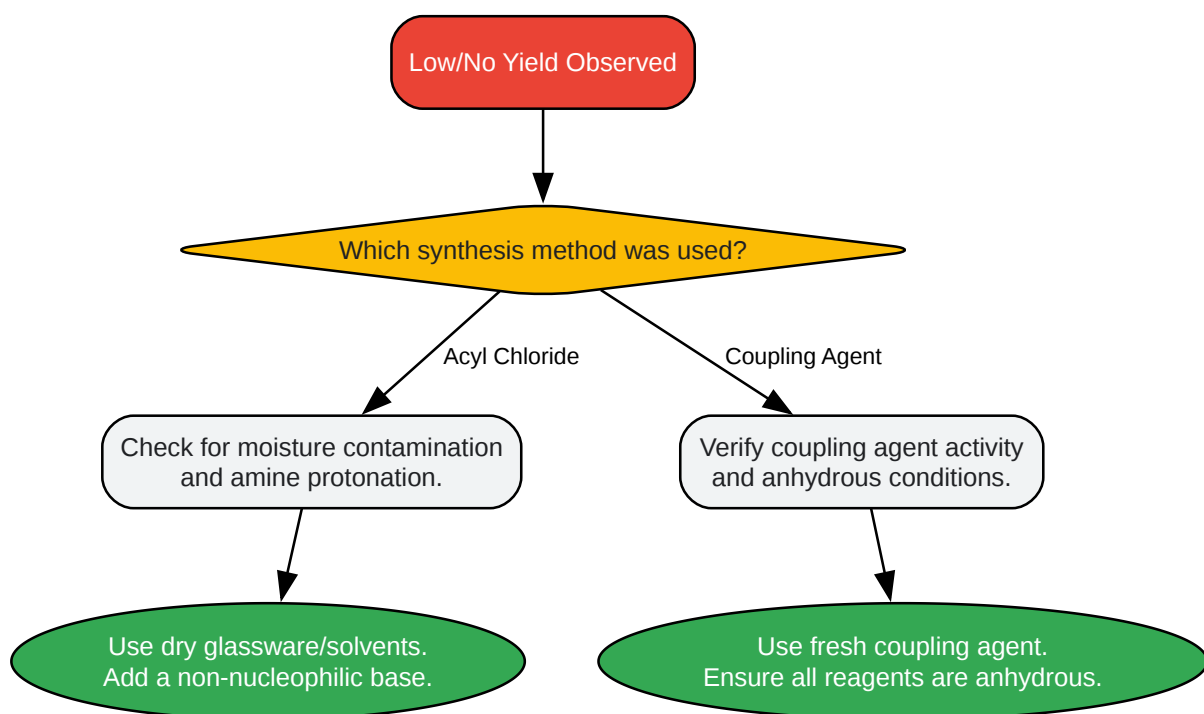 Low/No Yield Observed
Which synthesis method was used?
Acyl Chloride
Coupling Agent
Check for moisture contamination
and amine protonation.
Verify coupling agent activity
and anhydrous conditions.
Use dry glassware/solvents.
Add a non-nucleophilic base.
Use fresh coupling agent.
Ensure all reagents are anhydrous.